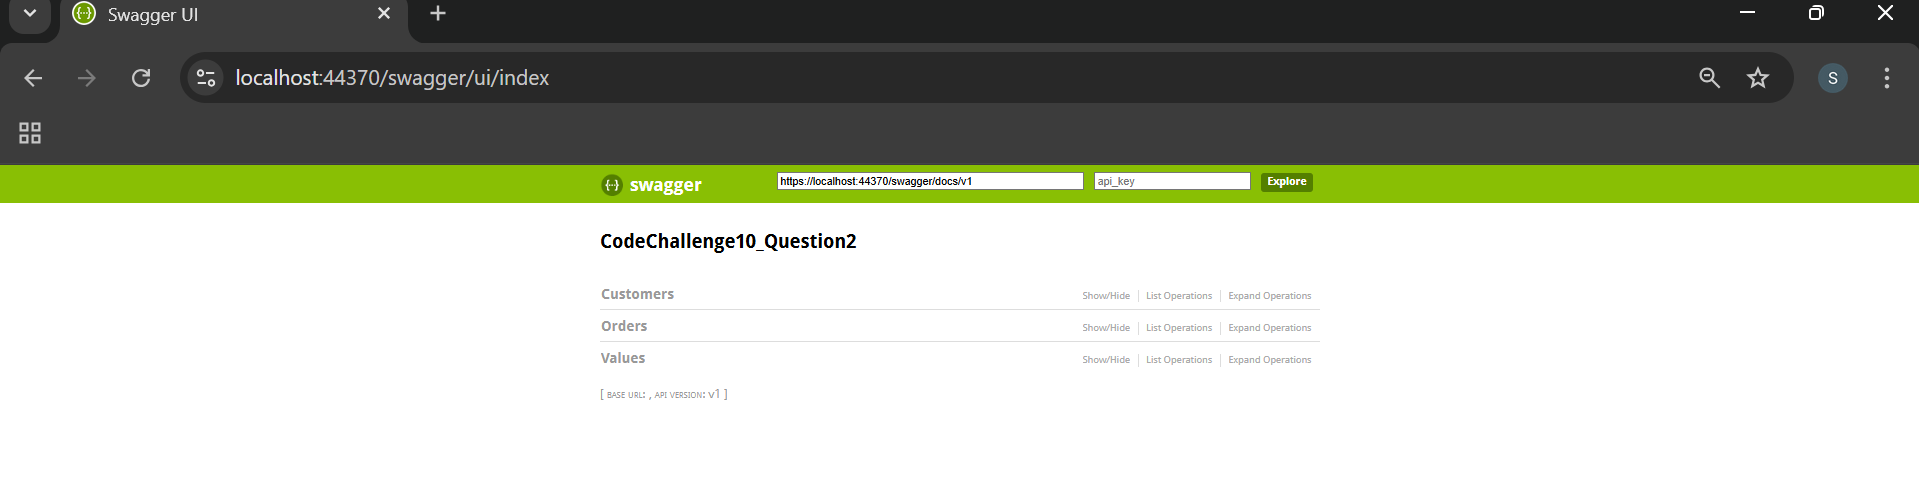 Swagger UI
localhost:44370/swagger/ui/index
S
swagger https://localhost:44370/swagger/docs/v1 api_key Explore
CodeChallenge10_Question2
Customers Show/Hide List Operations Expand Operations
Orders Show/Hide List Operations Expand Operations
Values Show/Hide List Operations Expand Operations
[ BASE URL: , API VERSION: v1 ]